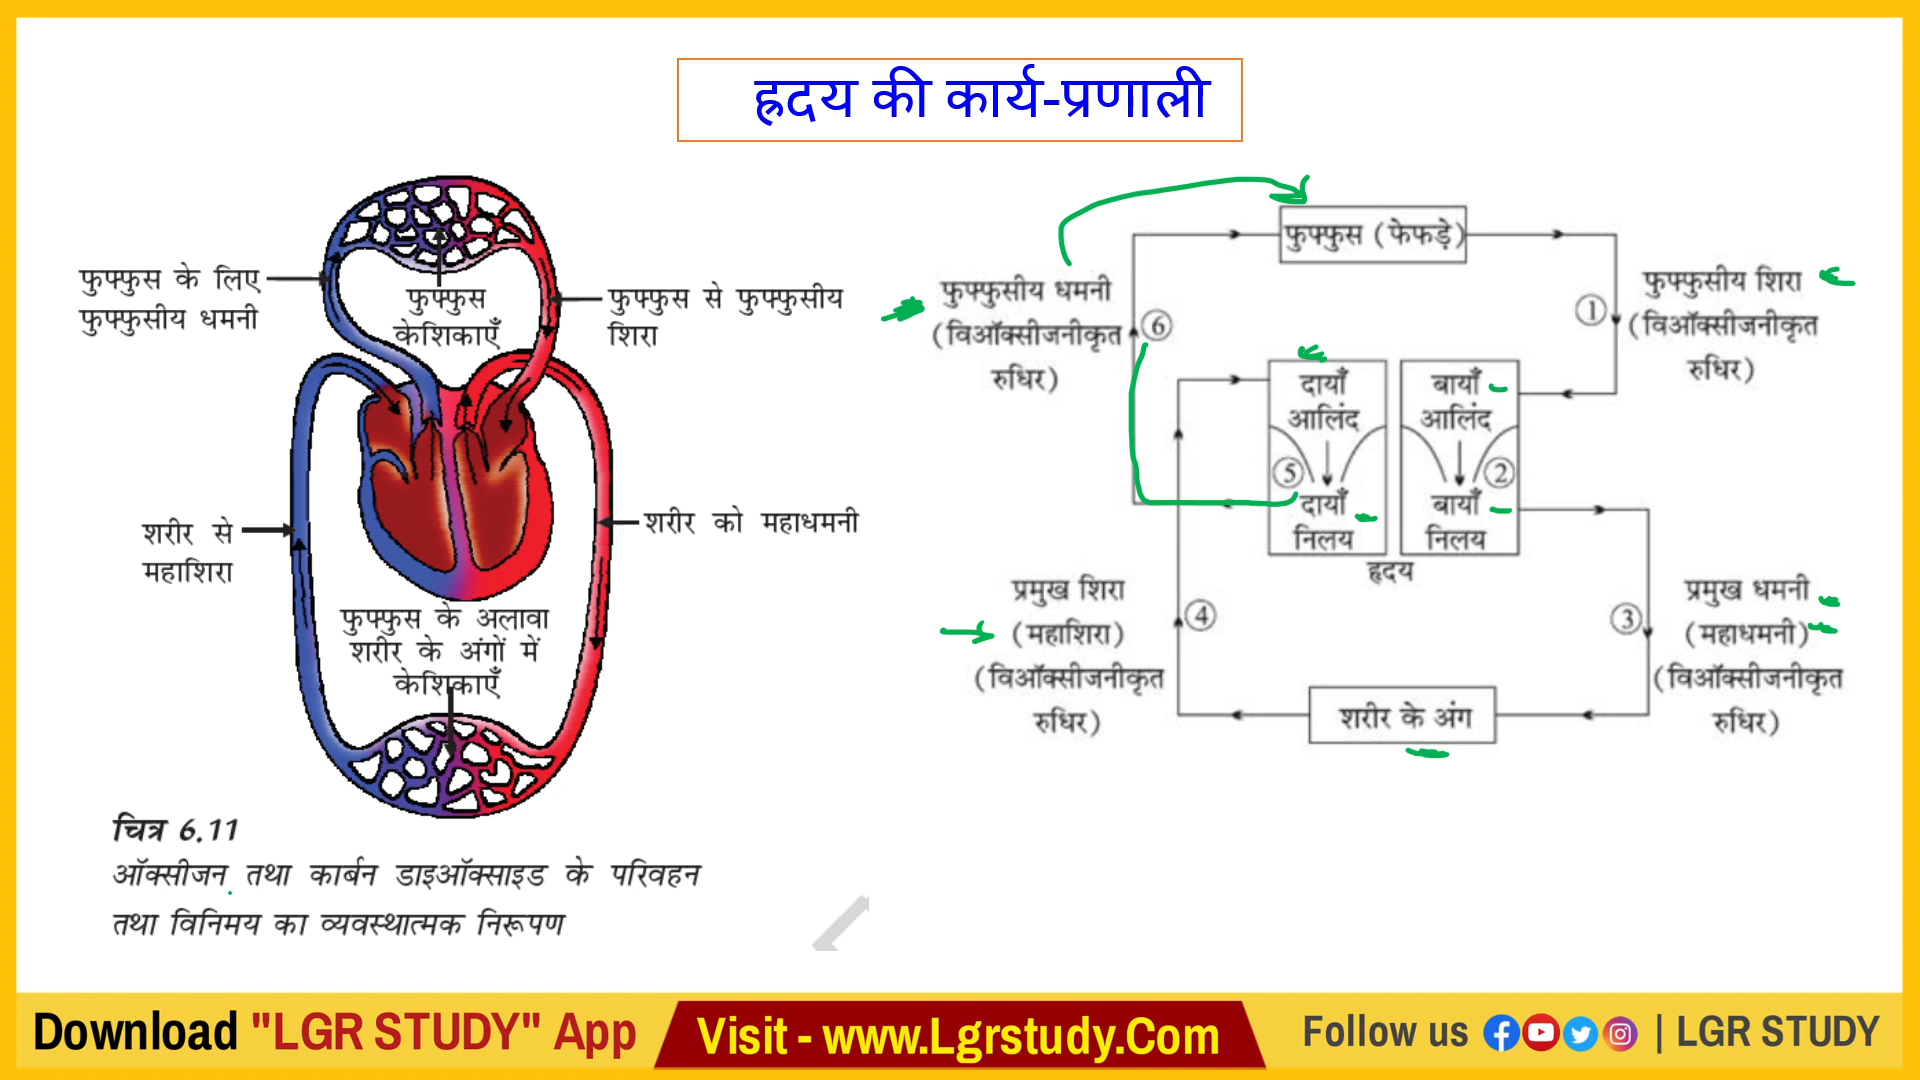 ह्रदय की कार्य-प्रणाली
फुफ्फुस के लिए
फुफ्फुसीय धमनी
फुफ्फुस
केशिकाएँ
फुफ्फुस से फुफ्फुसीय
शिरा
शरीर से
महाशिरा
शरीर को महाधमनी
फुफ्फुस के अलावा
शरीर के अंगों में
केशिकाएँ
चित्र 6.11
ऑक्सीजन तथा कार्बन डाइऑक्साइड के परिवहन
तथा विनिमय का व्यवस्थात्मक निरूपण
फुफ्फुस (फेफड़े)
फुफ्फुसीय धमनी
(विऑक्सीजनीकृत
रुधिर)
6
1
फुफ्फुसीय शिरा
(विऑक्सीजनीकृत
रुधिर)
दायाँ
आलिंद
5
दायाँ
निलय
बायाँ
आलिंद
2
बायाँ
निलय
हृदय
प्रमुख शिरा
(महाशिरा)
(विऑक्सीजनीकृत
रुधिर)
4
3
प्रमुख धमनी
(महाधमनी)
(विऑक्सीजनीकृत
रुधिर)
शरीर के अंग
Download "LGR STUDY" App
Visit - www.Lgrstudy.Com
Follow us | LGR STUDY